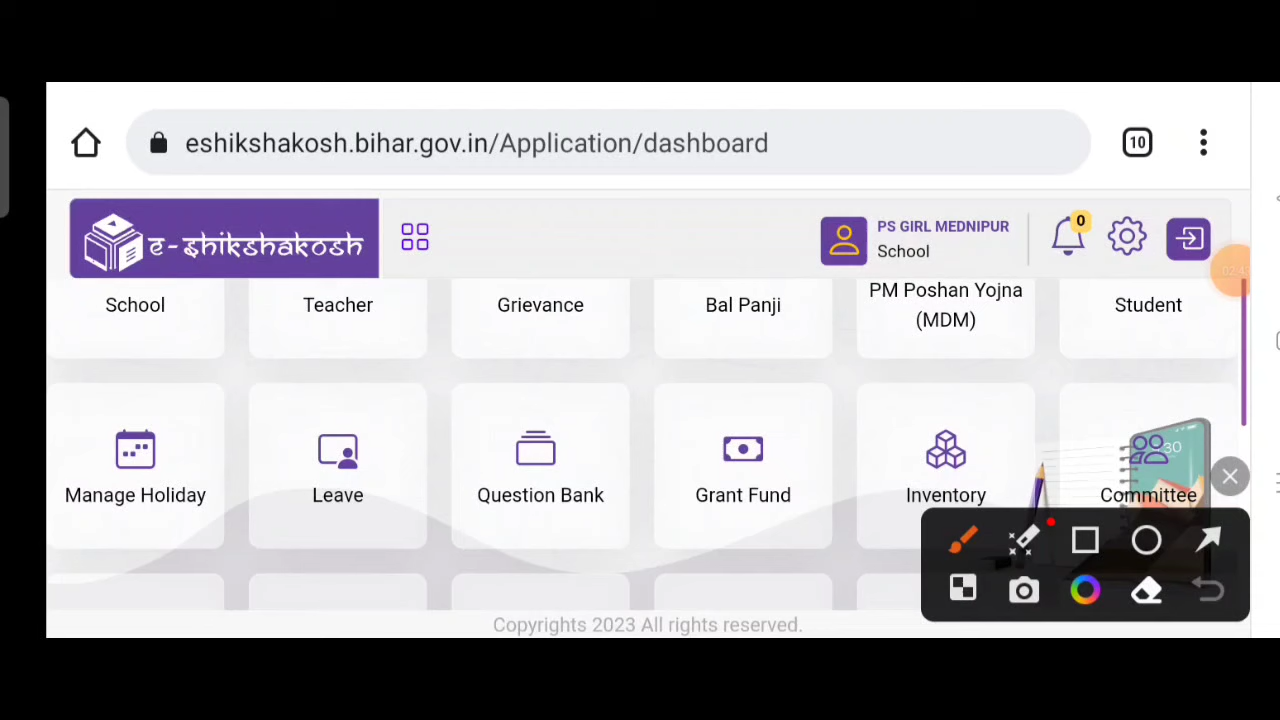 eshikshakosh.bihar.gov.in/Application/dashboard
10
e-Shikshakosh
PS GIRL MEDNIPUR
School
0
School
Teacher
Grievance
Bal Panji
PM Poshan Yojna
(MDM)
Student
Manage Holiday
Leave
Question Bank
Grant Fund
Inventory
Committee
Copyrights 2023 All rights reserved.